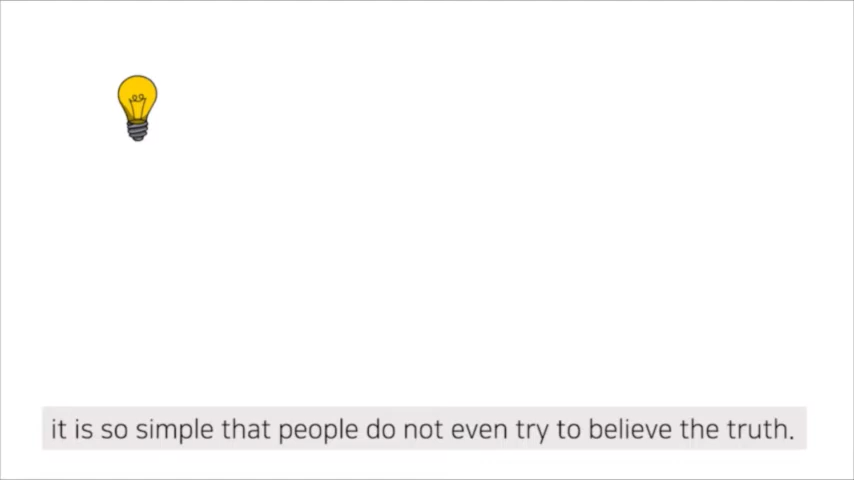 it is so simple that people do not even try to believe the truth.